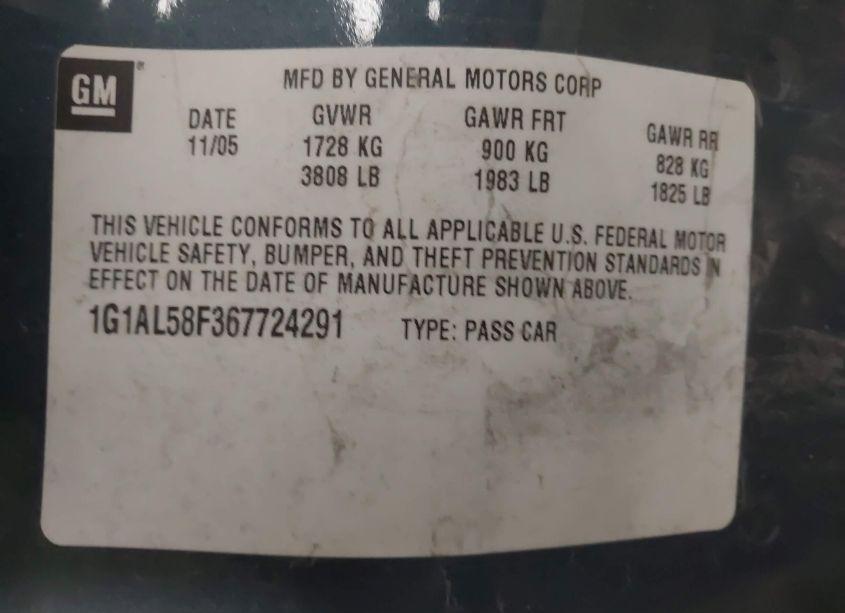 GM
MFD BY GENERAL MOTORS CORP
DATE GVWR GAWR FRT GAWR RR
11/05 1728 KG 900 KG 828 KG
3808 LB 1983 LB 1825 LB
THIS VEHICLE CONFORMS TO ALL APPLICABLE U.S. FEDERAL MOTOR
VEHICLE SAFETY, BUMPER, AND THEFT PREVENTION STANDARDS IN
EFFECT ON THE DATE OF MANUFACTURE SHOWN ABOVE.
1G1AL58F367724291 TYPE: PASS CAR